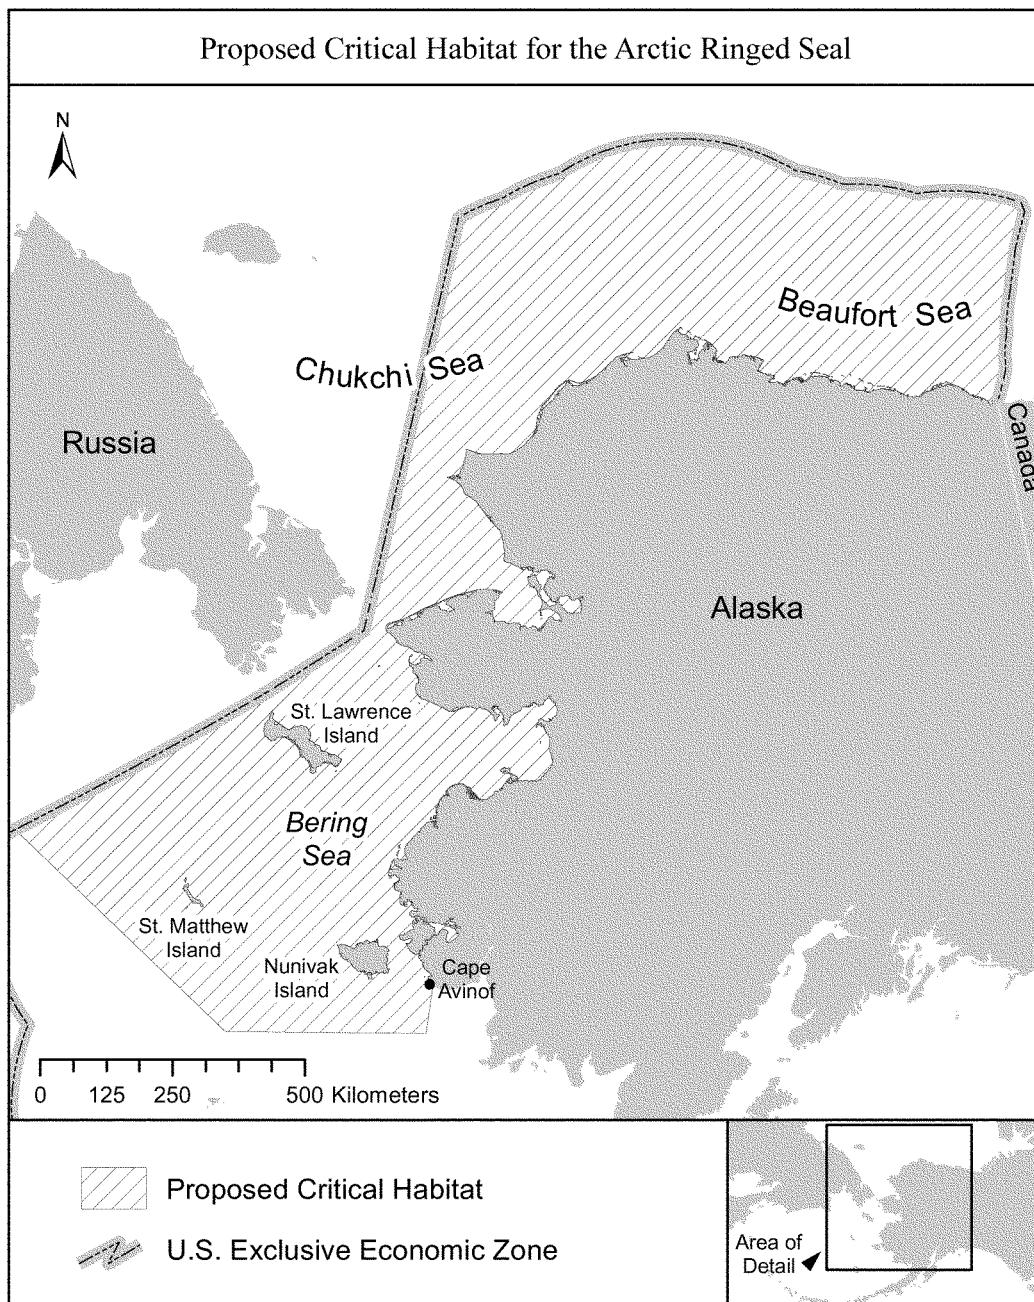 Proposed Critical Habitat for the Arctic Ringed Seal
N
Beaufort Sea
Chukchi Sea
Canada
Russia
Alaska
St. Lawrence
Island
Bering
Sea
St. Matthew
Island
Nunivak
Island
Cape
Avinof
0 125 250 500 Kilometers
Proposed Critical Habitat
U.S. Exclusive Economic Zone
Area of
Detail